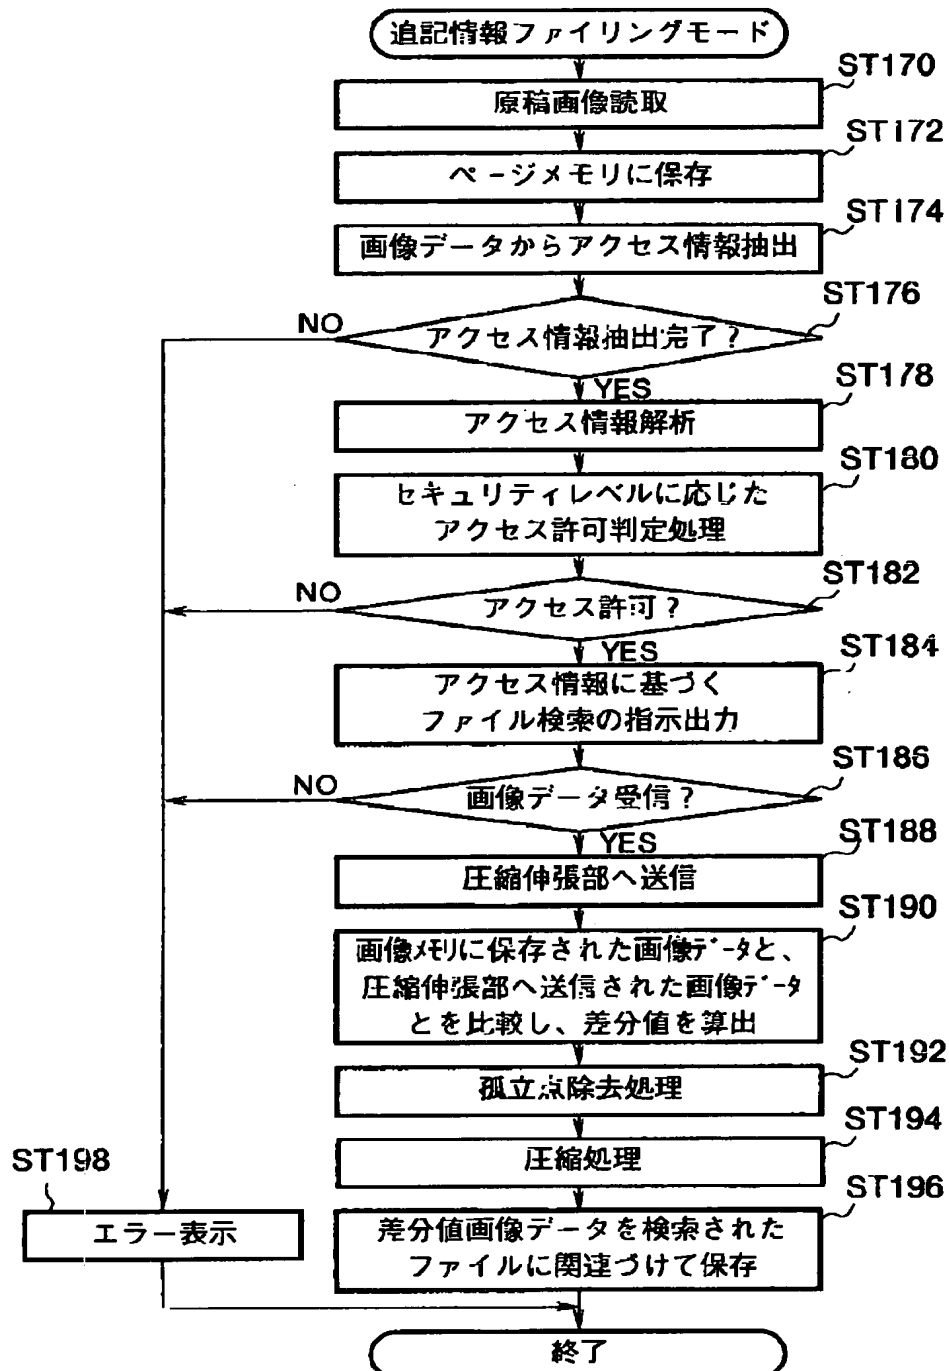 追記情報ファイリングモード
ST170
原稿画像読取
ST172
ページメモリに保存
ST174
画像データからアクセス情報抽出
ST176
NO
アクセス情報抽出完了？
YES
ST178
アクセス情報解析
ST180
セキュリティレベルに応じた
アクセス許可判定処理
ST182
NO
アクセス許可？
YES
ST184
アクセス情報に基づく
ファイル検索の指示出力
ST186
NO
画像データ受信？
YES
ST188
圧縮伸張部へ送信
ST190
画像ﾒﾓﾘに保存された画像ﾃﾞｰﾀと、
圧縮伸張部へ送信された画像ﾃﾞｰﾀ
とを比較し、差分値を算出
ST192
孤立点除去処理
ST194
圧縮処理
ST196
ST198
エラー表示
差分値画像データを検索された
ファイルに関連づけて保存
終了